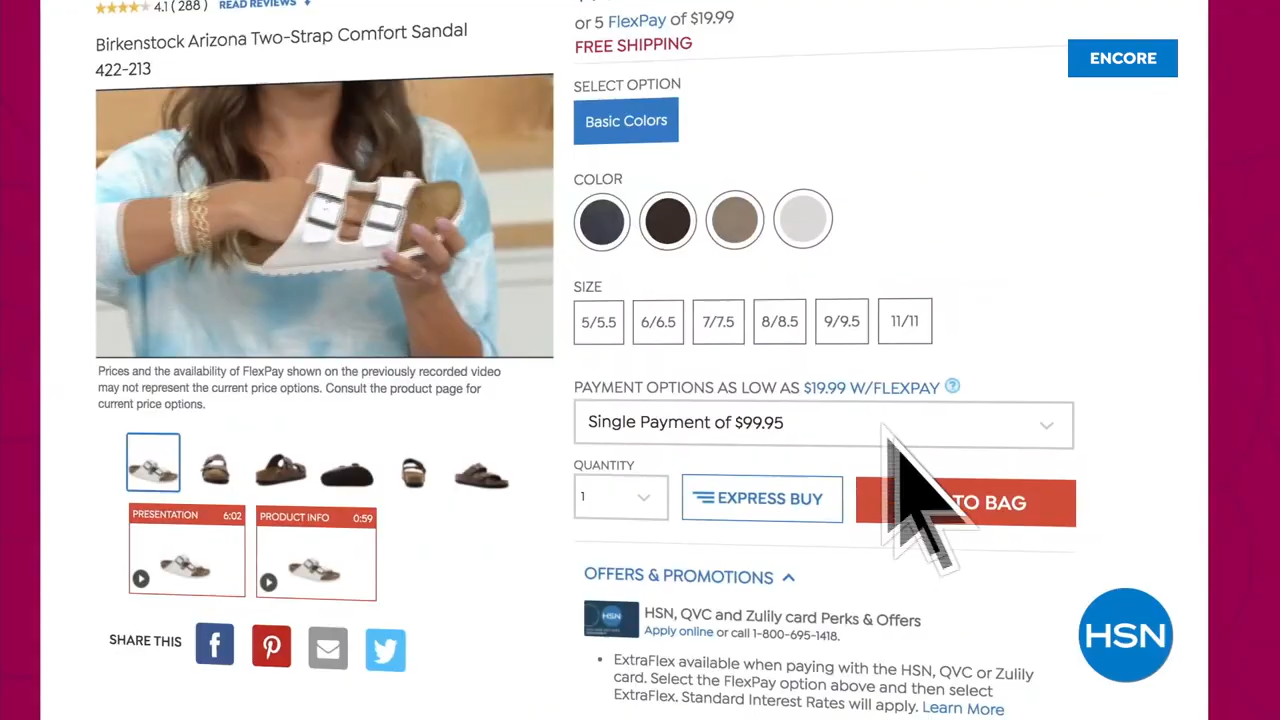 4.1 (288) READ REVIEWS
Birkenstock Arizona Two-Strap Comfort Sandal
422-213
Prices and the availability of FlexPay shown on the previously recorded video
may not represent the current price options. Consult the product page for
current price options.
PRESENTATION 6:02
PRODUCT INFO 0:59
SHARE THIS
or 5 FlexPay of $19.99
FREE SHIPPING
SELECT OPTION
Basic Colors
COLOR
SIZE
5/5.5 6/6.5 7/7.5 8/8.5 9/9.5 11/11
PAYMENT OPTIONS AS LOW AS $19.99 W/FLEXPAY ?
Single Payment of $99.95
QUANTITY
1
EXPRESS BUY
TO BAG
OFFERS & PROMOTIONS
HSN
HSN, QVC and Zulily card Perks & Offers
Apply online or call 1-800-695-1418.
• ExtraFlex available when paying with the HSN, QVC or Zulily
card. Select the FlexPay option above and then select
ExtraFlex. Standard Interest Rates will apply. Learn More
ENCORE
HSN